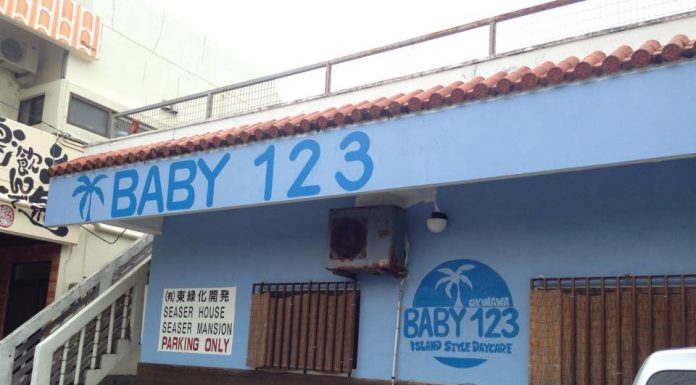 BABY 123
(有)東緑化開発
SEASER HOUSE
SEASER MANSION
PARKING ONLY
OKINAWA
BABY 123
ISLAND STYLE DAYCARE